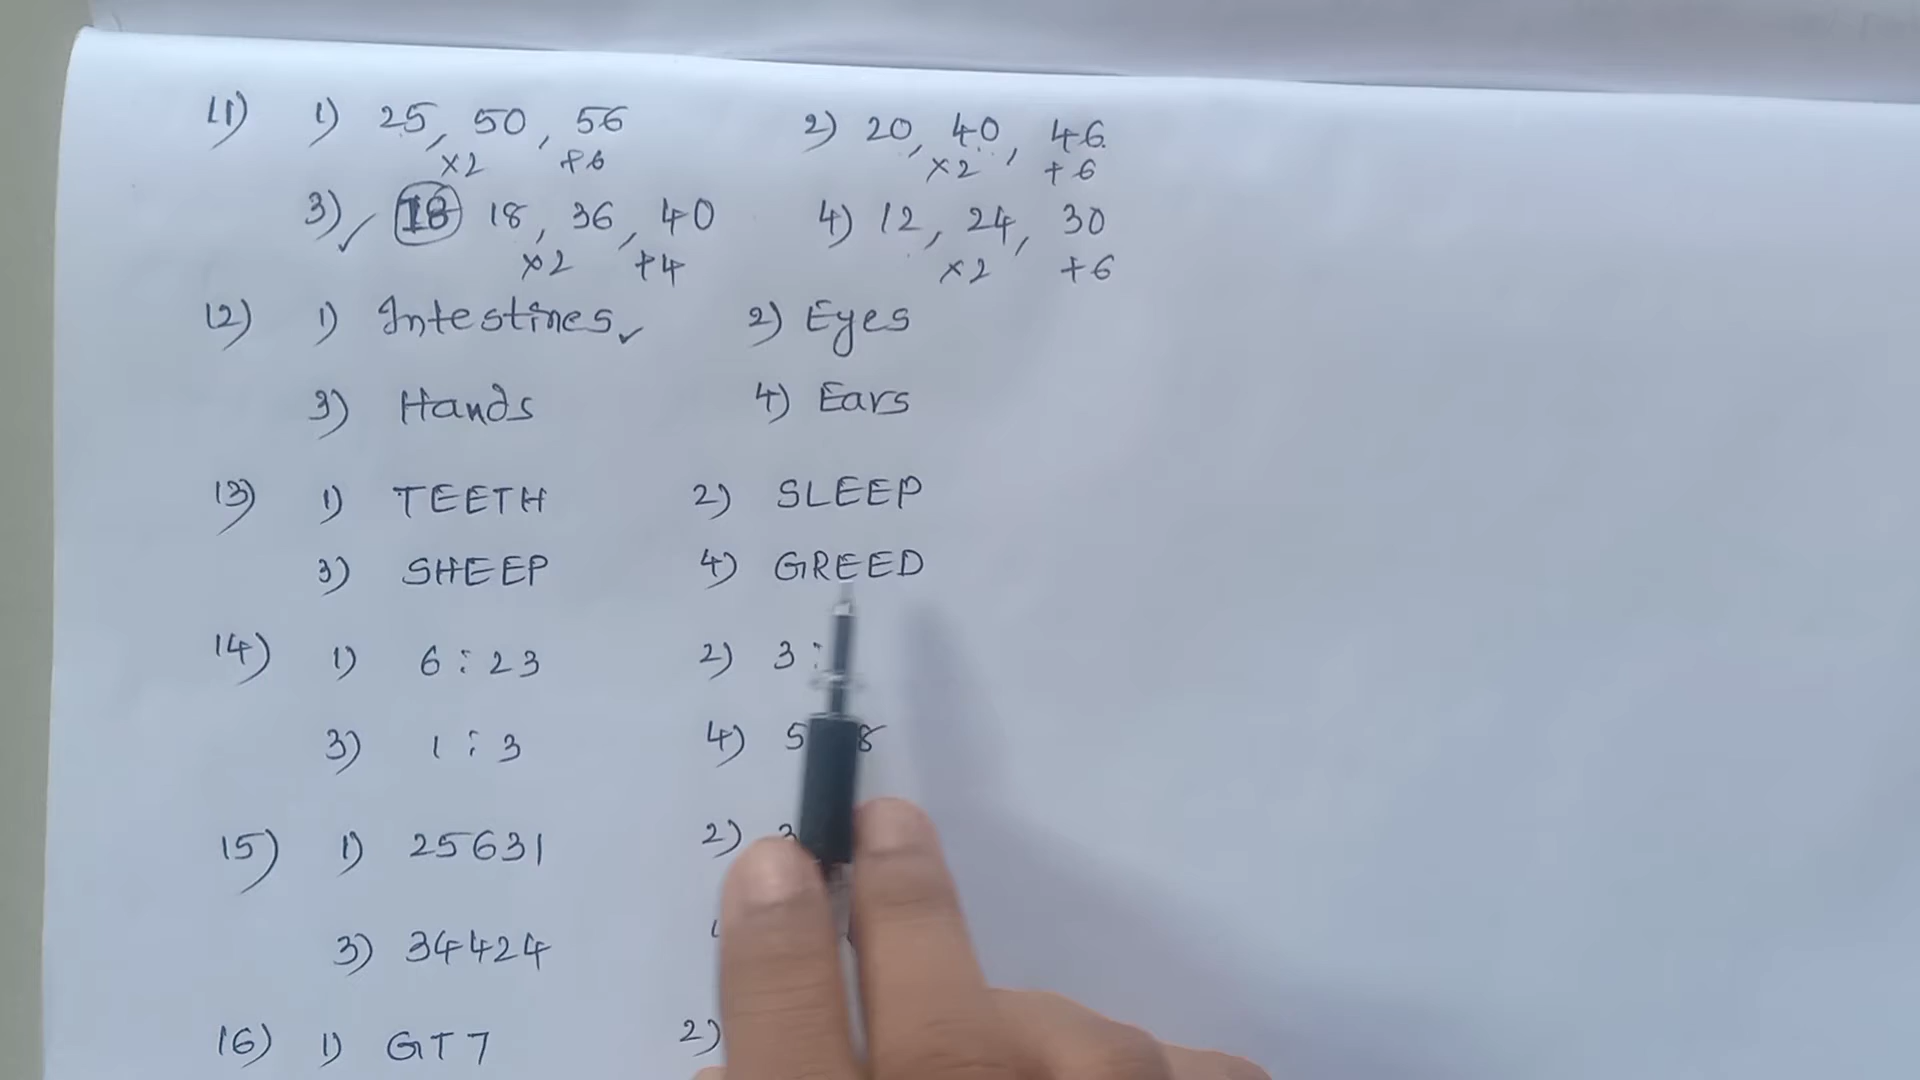 11) 1) 25, 50, 56 2) 20, 40, 46
×2 +6 ×2 +6
3) ✓ 18 18, 36, 40 4) 12, 24, 30
×2 +4 ×2 +6
12) 1) Intestines ✓ 2) Eyes
3) Hands 4) Ears
13) 1) TEETH 2) SLEEP
3) SHEEP 4) GREED
14) 1) 6 : 23 2) 3 :
3) 1 : 3 4) 5 8
15) 1) 25631 2) 3
3) 34424
16) 1) GT7 2)